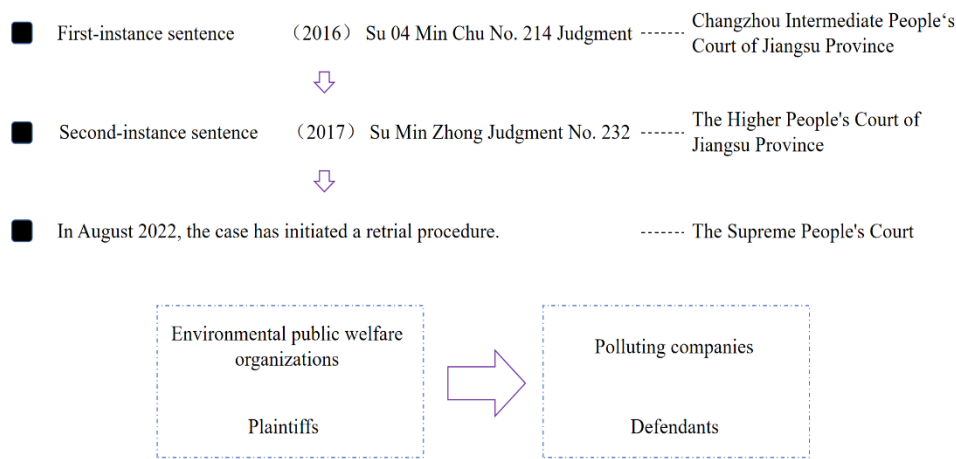 First-instance sentence （2016） Su 04 Min Chu No. 214 Judgment ------ Changzhou Intermediate People‘s
Court of Jiangsu Province
Second-instance sentence （2017） Su Min Zhong Judgment No. 232 ------ The Higher People's Court of
Jiangsu Province
In August 2022, the case has initiated a retrial procedure. ------ The Supreme People's Court
Environmental public welfare
organizations
Plaintiffs
Polluting companies
Defendants